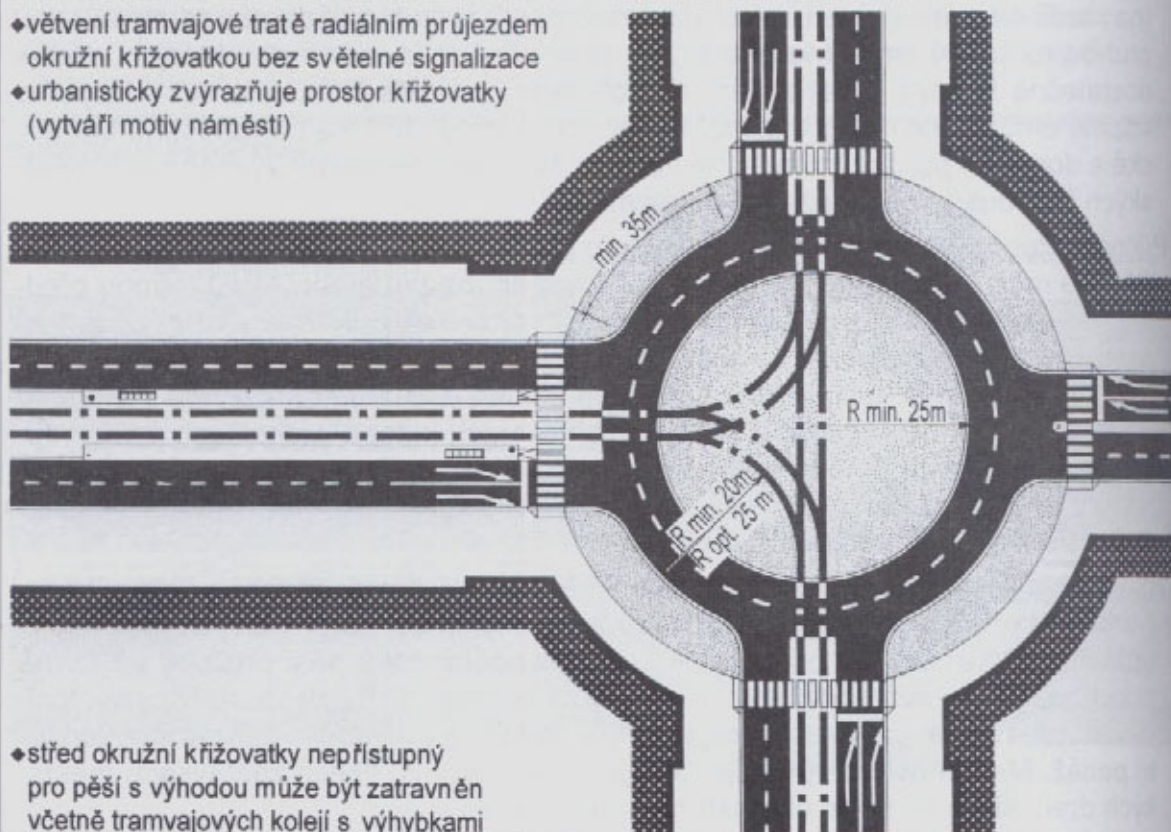 ◆větvení tramvajové tratě radiálním průjezdem
okružní křižovatkou bez světelné signalizace
◆urbanisticky zvýrazňuje prostor křižovatky
(vytváří motiv náměstí)
min. 35m
R min. 25m
R min. 20m
R opt. 25 m
◆střed okružní křižovatky nepřístupný
pro pěší s výhodou může být zatravněn
včetně tramvajových kolejí s výhybkami